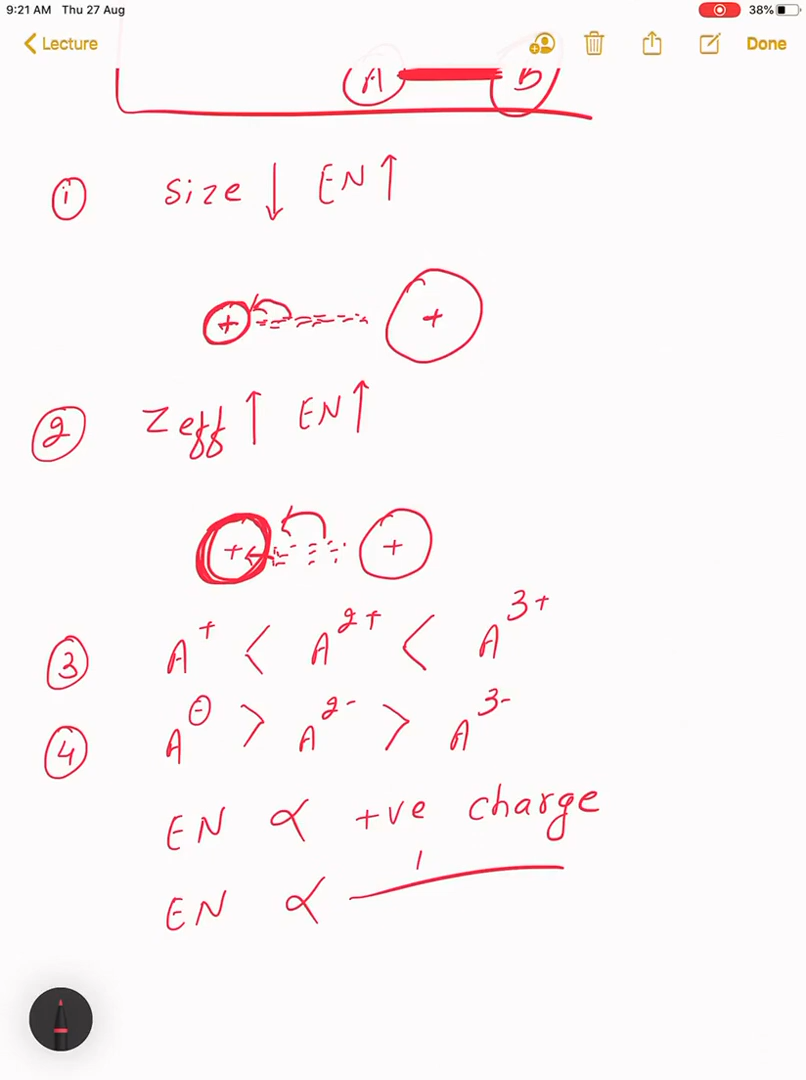 9:21 AM Thu 27 Aug 38%
Lecture Done
A B
① Size ↓ EN ↑
+ +
② Zeff ↑ EN ↑
+ +
③ A⁺ < A²⁺ < A³⁺
④ A⊖ > A²⁻ > A³⁻
EN ∝ +ve charge
EN ∝ 1/